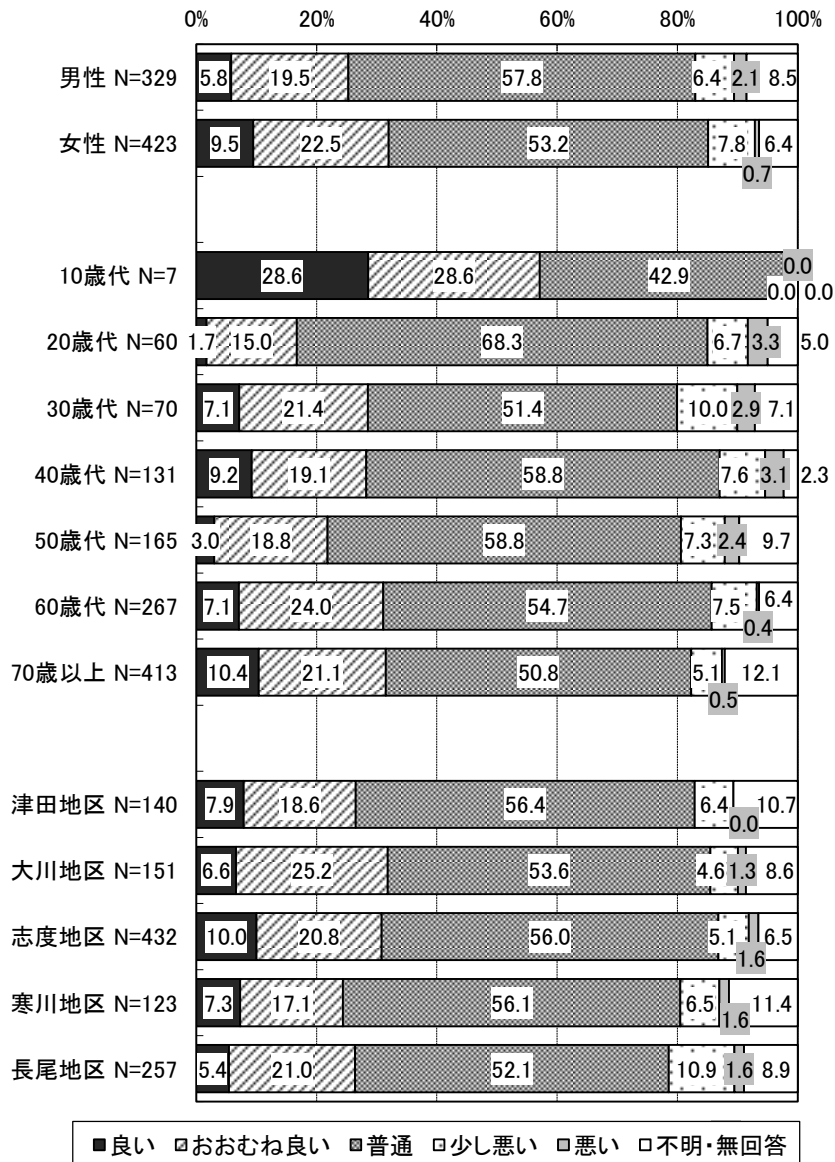 0% 20% 40% 60% 80% 100%
男性 N=329 5.8 19.5 57.8 6.4 2.1 8.5
女性 N=423 9.5 22.5 53.2 7.8 0.7 6.4
10歳代 N=7 28.6 28.6 42.9 0.0 0.0 0.0
20歳代 N=60 1.7 15.0 68.3 6.7 3.3 5.0
30歳代 N=70 7.1 21.4 51.4 10.0 2.9 7.1
40歳代 N=131 9.2 19.1 58.8 7.6 3.1 2.3
50歳代 N=165 3.0 18.8 58.8 7.3 2.4 9.7
60歳代 N=267 7.1 24.0 54.7 7.5 0.4 6.4
70歳以上 N=413 10.4 21.1 50.8 5.1 0.5 12.1
津田地区 N=140 7.9 18.6 56.4 6.4 0.0 10.7
大川地区 N=151 6.6 25.2 53.6 4.6 1.3 8.6
志度地区 N=432 10.0 20.8 56.0 5.1 1.6 6.5
寒川地区 N=123 7.3 17.1 56.1 6.5 1.6 11.4
長尾地区 N=257 5.4 21.0 52.1 10.9 1.6 8.9
良い おおむね良い 普通 少し悪い 悪い 不明・無回答